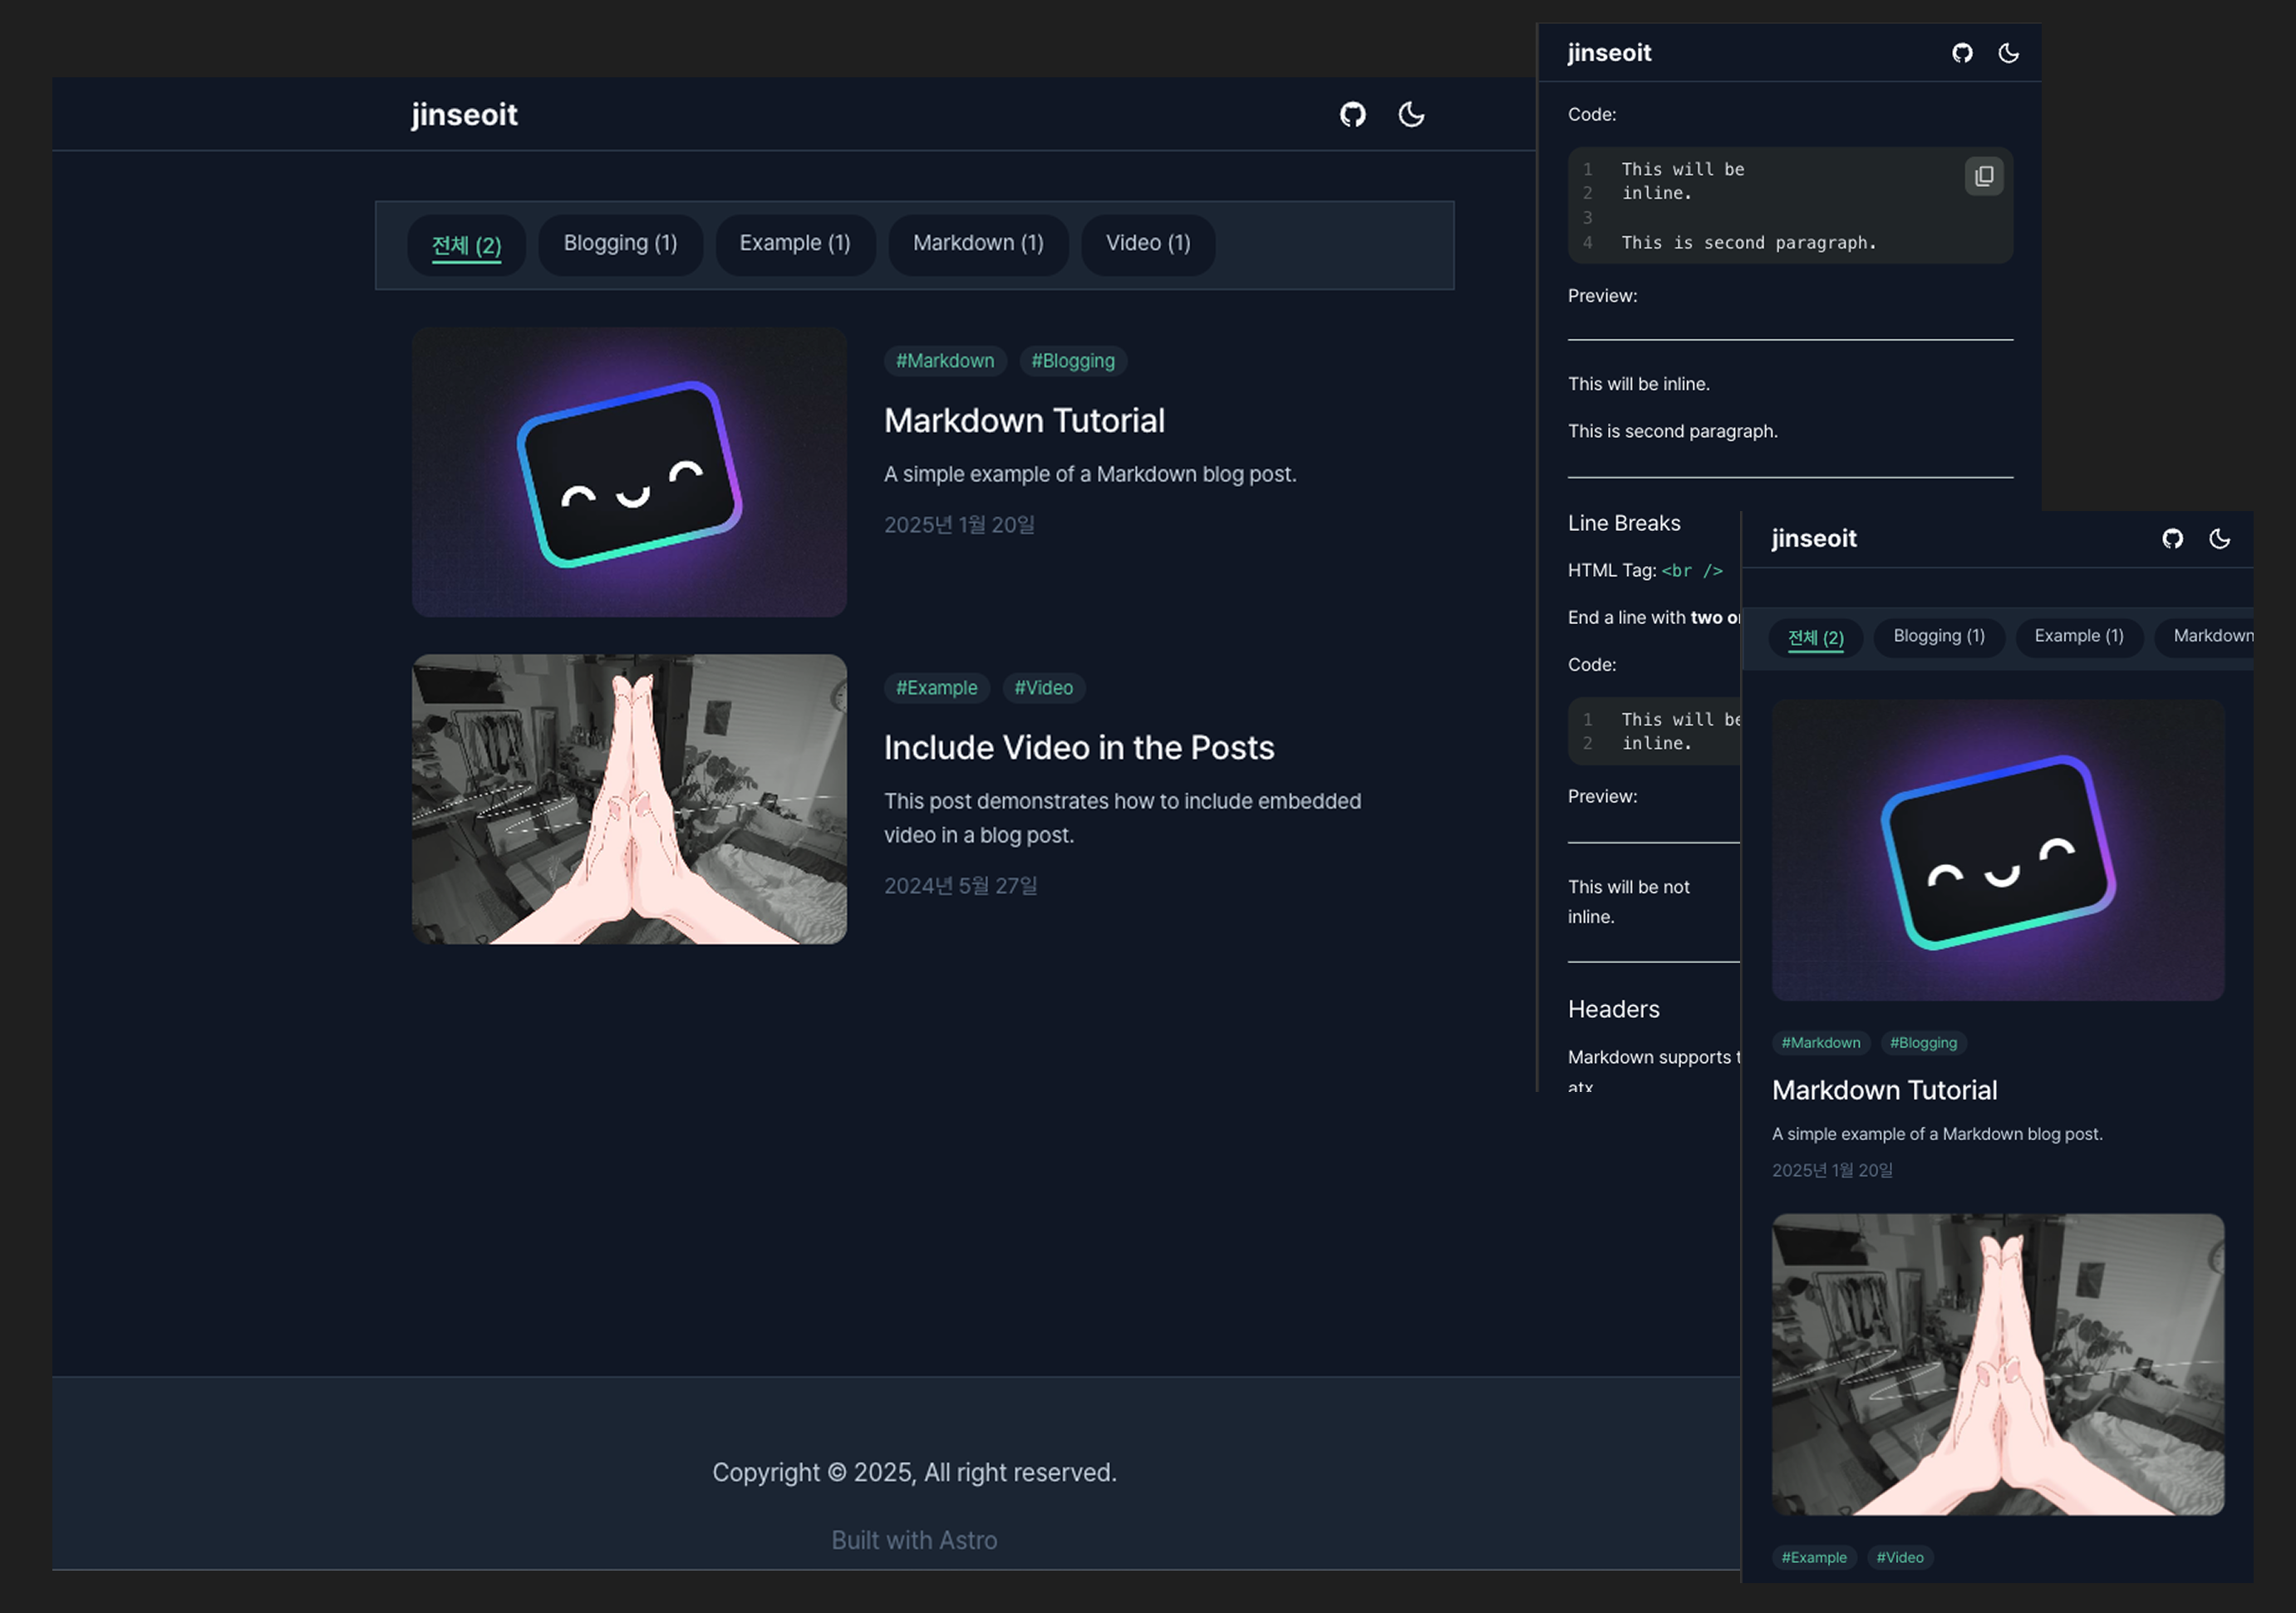 jinseoit
전체 (2)
Blogging (1)
Example (1)
Markdown (1)
Video (1)
#Markdown #Blogging
Markdown Tutorial
A simple example of a Markdown blog post.
2025년 1월 20일
#Example #Video
Include Video in the Posts
This post demonstrates how to include embedded
video in a blog post.
2024년 5월 27일
Copyright © 2025, All right reserved.
Built with Astro
jinseoit
Code:
1 This will be
2 inline.
3
4 This is second paragraph.
Preview:
This will be inline.
This is second paragraph.
Line Breaks
HTML Tag: <br />
End a line with two
Code:
1 This will be
2 inline.
Preview:
This will be not
inline.
Headers
Markdown supports
atx
jinseoit
전체 (2)
Blogging (1)
Example (1)
Markdown
#Markdown #Blogging
Markdown Tutorial
A simple example of a Markdown blog post.
2025년 1월 20일
#Example #Video